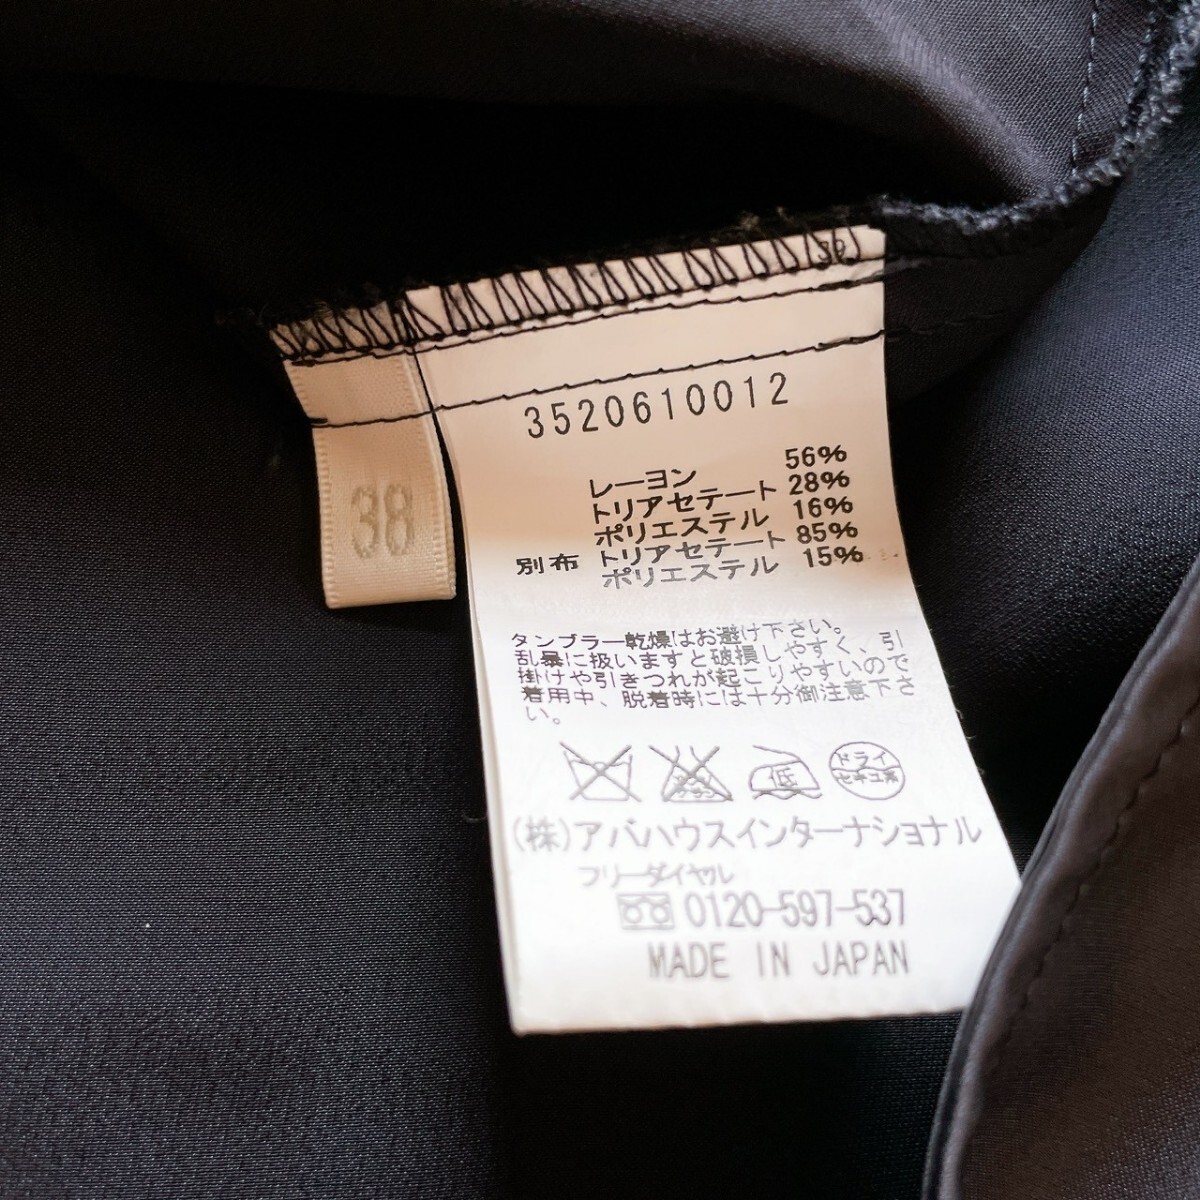 38
3520610012
レーヨン 56%
トリアセテート 28%
ポリエステル 16%
別布 トリアセテート 85%
ポリエステル 15%
タンブラー乾燥はお避け下さい。
乱暴に扱いますと破損しやすく、引
掛けや引きつれが起こりやすいので
着用中、脱着時には十分御注意下さ
い。
低
ドライ
セキユ系
(株)アバハウスインターナショナル
フリーダイヤル
0120-597-537
MADE IN JAPAN